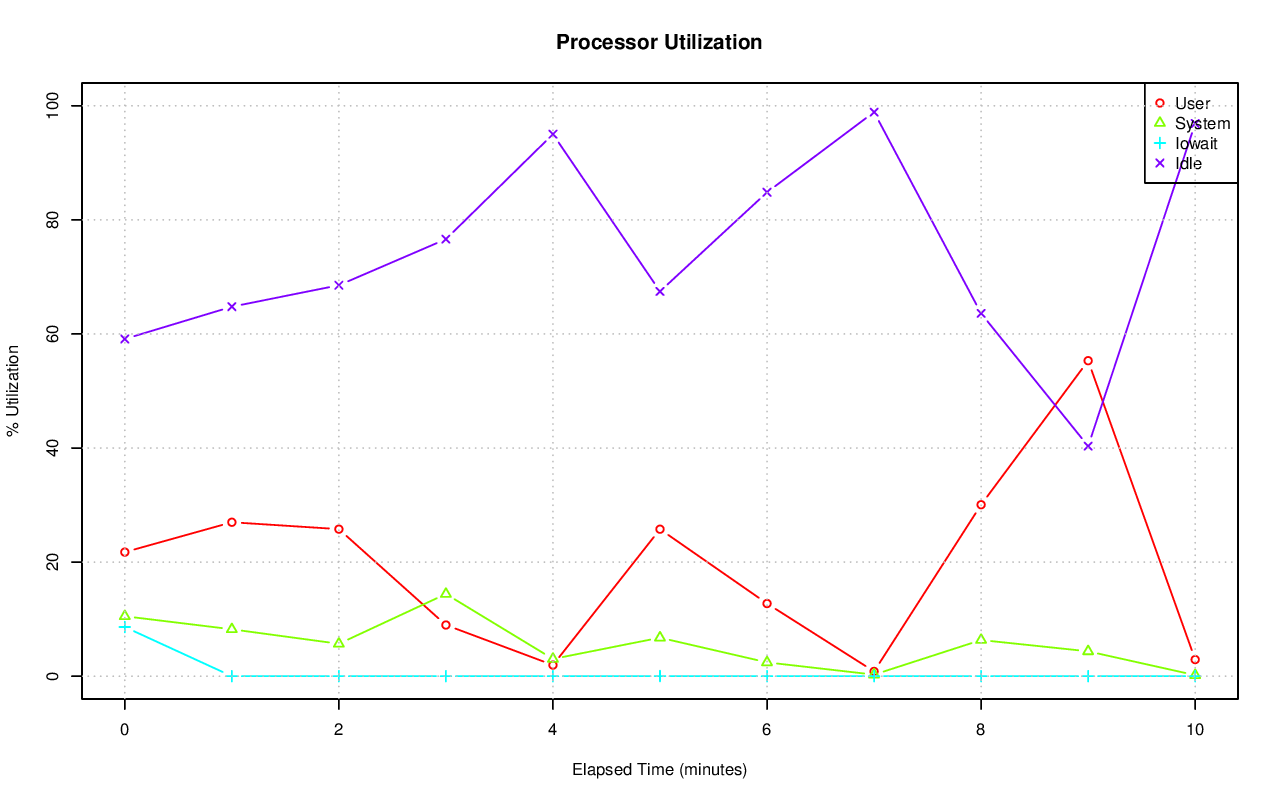 Processor Utilization
User
System
Iowait
Idle
% Utilization
100
80
60
40
20
0
0 2 4 6 8 10
Elapsed Time (minutes)